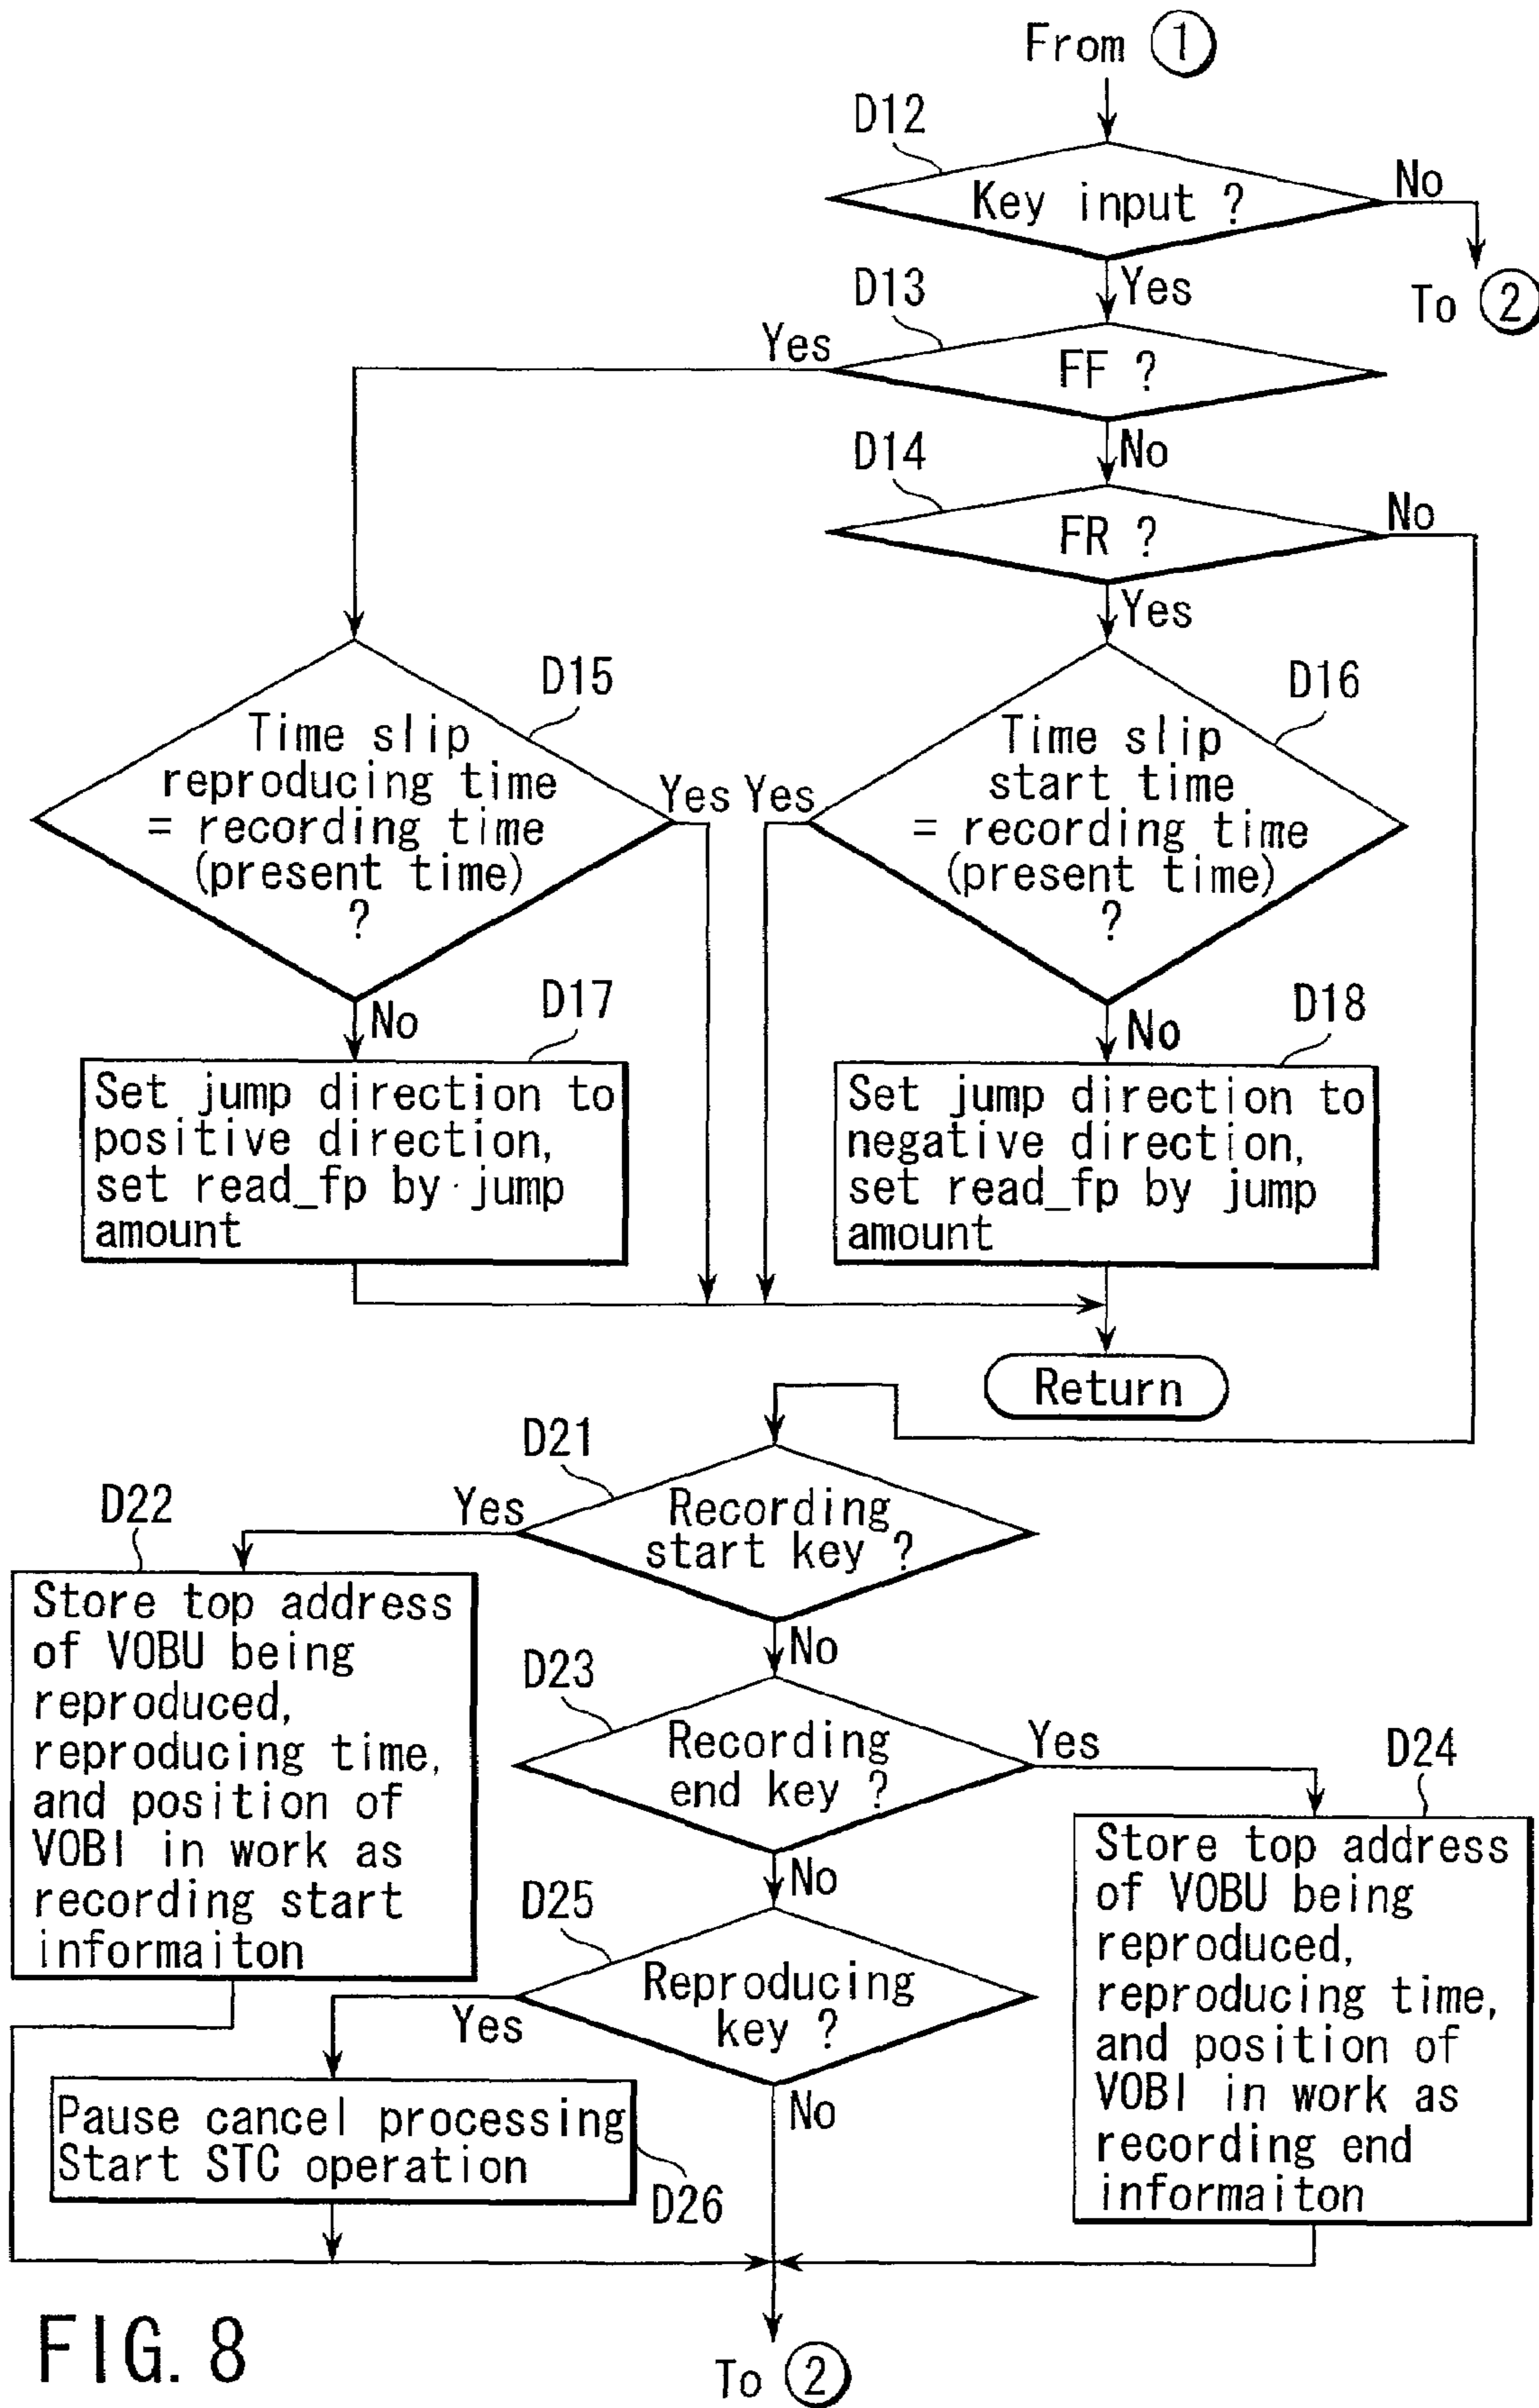 From 1
D12
Key input ?
No
To 2
Yes
D13
FF ?
Yes
No
D14
FR ?
No
Yes
D15
Time slip
reproducing time
= recording time
(present time)
?
Yes
No
D16
Time slip
start time
= recording time
(present time)
?
Yes
No
D17
Set jump direction to
positive direction,
set read_fp by jump
amount
D18
Set jump direction to
negative direction,
set read_fp by jump
amount
Return
D21
Recording
start key ?
Yes
No
D22
Store top address
of VOBU being
reproduced,
reproducing time,
and position of
VOBI in work as
recording start
informaiton
D23
Recording
end key ?
Yes
No
D24
Store top address
of VOBU being
reproduced,
reproducing time,
and position of
VOBI in work as
recording end
informaiton
D25
Reproducing
key ?
Yes
No
Pause cancel processing
Start STC operation
D26
To 2
FIG. 8